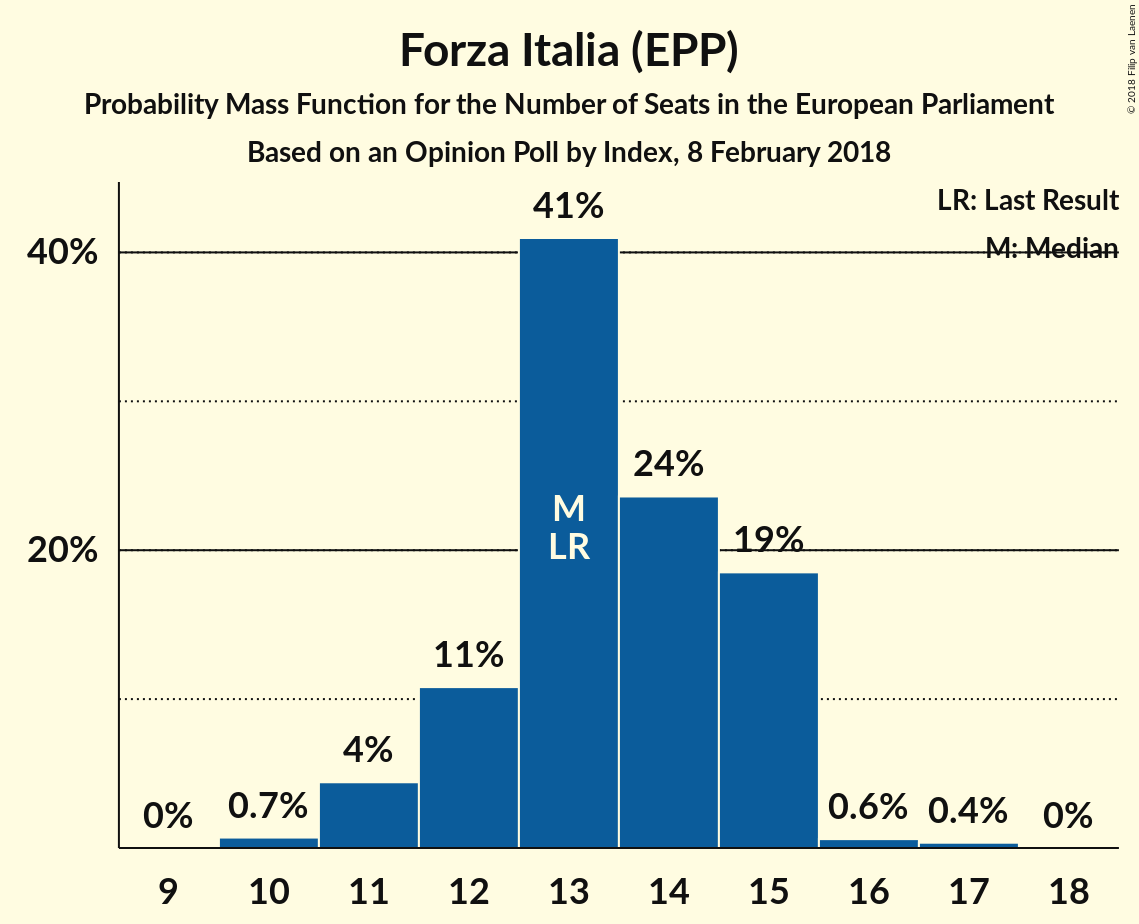 Forza Italia (EPP)
Probability Mass Function for the Number of Seats in the European Parliament
Based on an Opinion Poll by Index, 8 February 2018
© 2018 Filip van Laenen
LR: Last Result
M: Median
40%
20%
0%
0.7%
4%
11%
41%
M
LR
24%
19%
0.6%
0.4%
0%
9
10
11
12
13
14
15
16
17
18